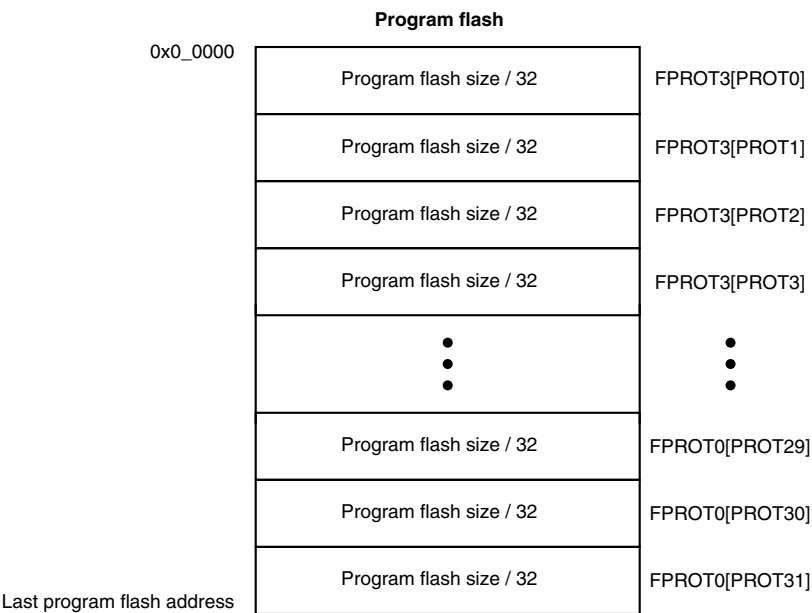 Program flash
0x0_0000
Program flash size / 32 FPROT3[PROT0]
Program flash size / 32 FPROT3[PROT1]
Program flash size / 32 FPROT3[PROT2]
Program flash size / 32 FPROT3[PROT3]
Program flash size / 32 FPROT0[PROT29]
Program flash size / 32 FPROT0[PROT30]
Program flash size / 32 FPROT0[PROT31]
Last program flash address